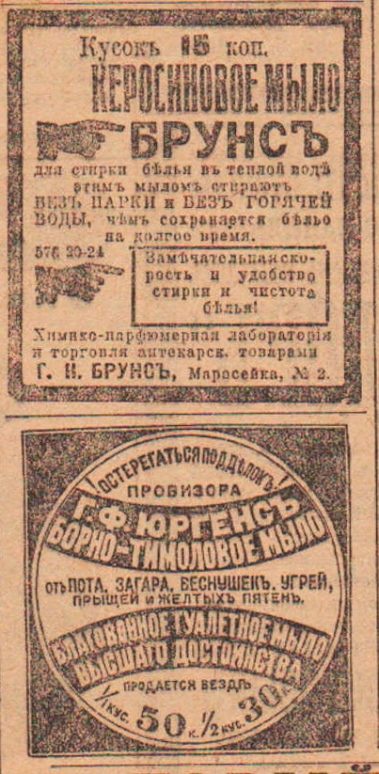 Кусокъ 15 коп.
КЕРОСИНОВОЕ МЫЛО
БРУНСЪ
для стирки бѣлья въ теплой водѣ
этимъ мыломъ стираютъ
БЕЗЪ ПАРКИ и БЕЗЪ ГОРЯЧЕЙ
ВОДЫ, чѣмъ сохраняется бѣлье
на долгое время.
576 20-24
Замѣчательная ско-
рость и удобство
стирки и чистота
бѣлья!
Химико-парфюмерная лабораторія
и торговля аптекарск. товарами
Г. И. БРУНСЪ, Маросейка, № 2.
ОСТЕРЕГАТЬСЯ ПОДДѢЛОКЪ!
ПРОВИЗОРА
Г. Ф. ЮРГЕНСЪ
БОРНО-ТИМОЛОВОЕ МЫЛО
отъ ПОТА, ЗАГАРА, ВЕСНУШЕКЪ, УГРЕЙ,
ПРЫЩЕЙ И ЖЕЛТЫХЪ ПЯТЕНЪ.
БЛАГОВОННОЕ ТУАЛЕТНОЕ МЫЛО
ВЫСШАГО ДОСТОИНСТВА
ПРОДАЕТСЯ ВЕЗДѢ
1/1 кус. 50 к. 1/2 кус. 30 к.